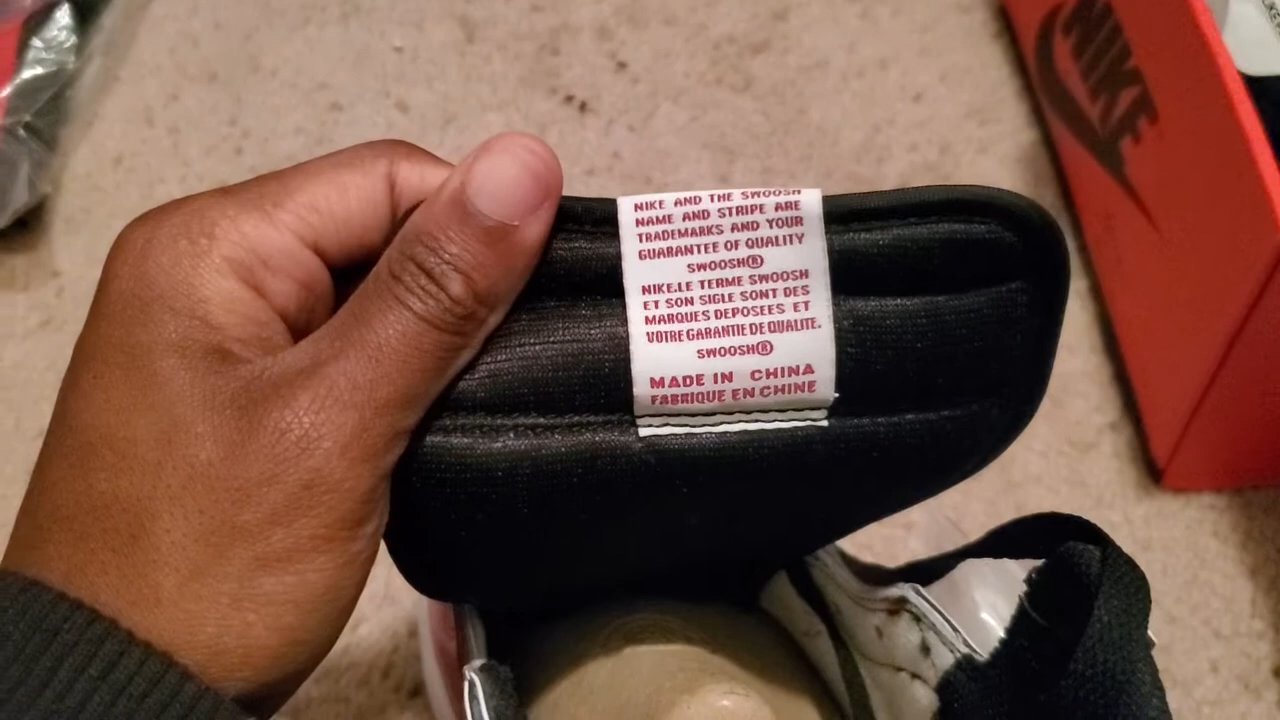 NIKE AND THE SWOOSH
NAME AND STRIPE ARE
TRADEMARKS AND YOUR
GUARANTEE OF QUALITY
SWOOSH®
NIKE.LE TERME SWOOSH
ET SON SIGLE SONT DES
MARQUES DEPOSEES ET
VOTRE GARANTIE DE QUALITE.
SWOOSH®
MADE IN CHINA
FABRIQUE EN CHINE
NIKE